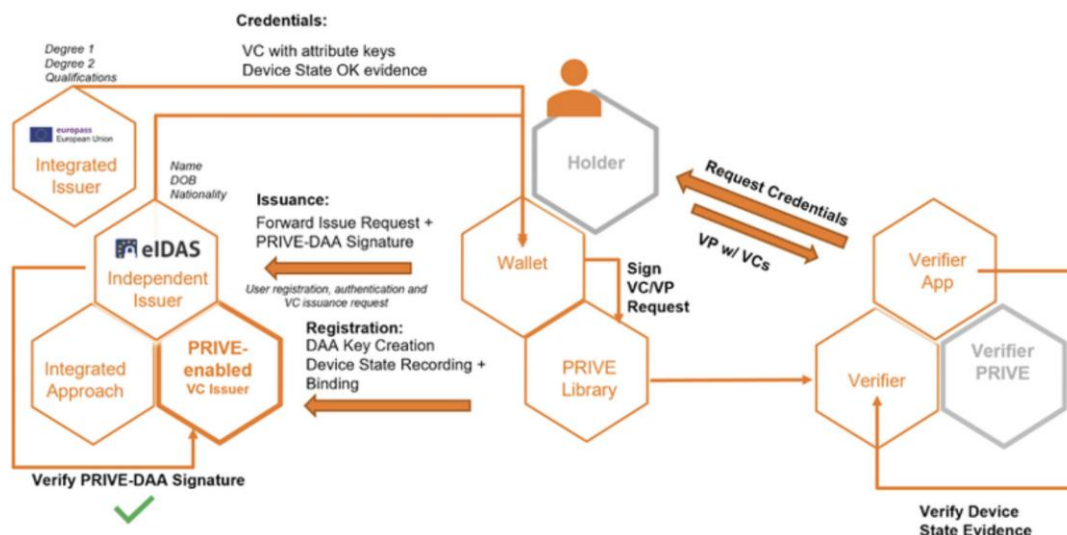 Credentials:
VC with attribute keys
Device State OK evidence
Degree 1
Degree 2
Qualifications
europass
European Union
Integrated
Issuer
Holder
Name
DOB
Nationality
Issuance:
Forward Issue Request +
PRIVE-DAA Signature
User registration, authentication and
VC issuance request
eIDAS
Independent
Issuer
Wallet
Sign
VC/VP
Request
Request Credentials
VP w/ VCs
Verifier
App
Registration:
DAA Key Creation
Device State Recording +
Binding
Integrated
Approach
PRIVE-
enabled
VC Issuer
PRIVE
Library
Verifier
Verifier
PRIVE
Verify PRIVE-DAA Signature
Verify Device
State Evidence